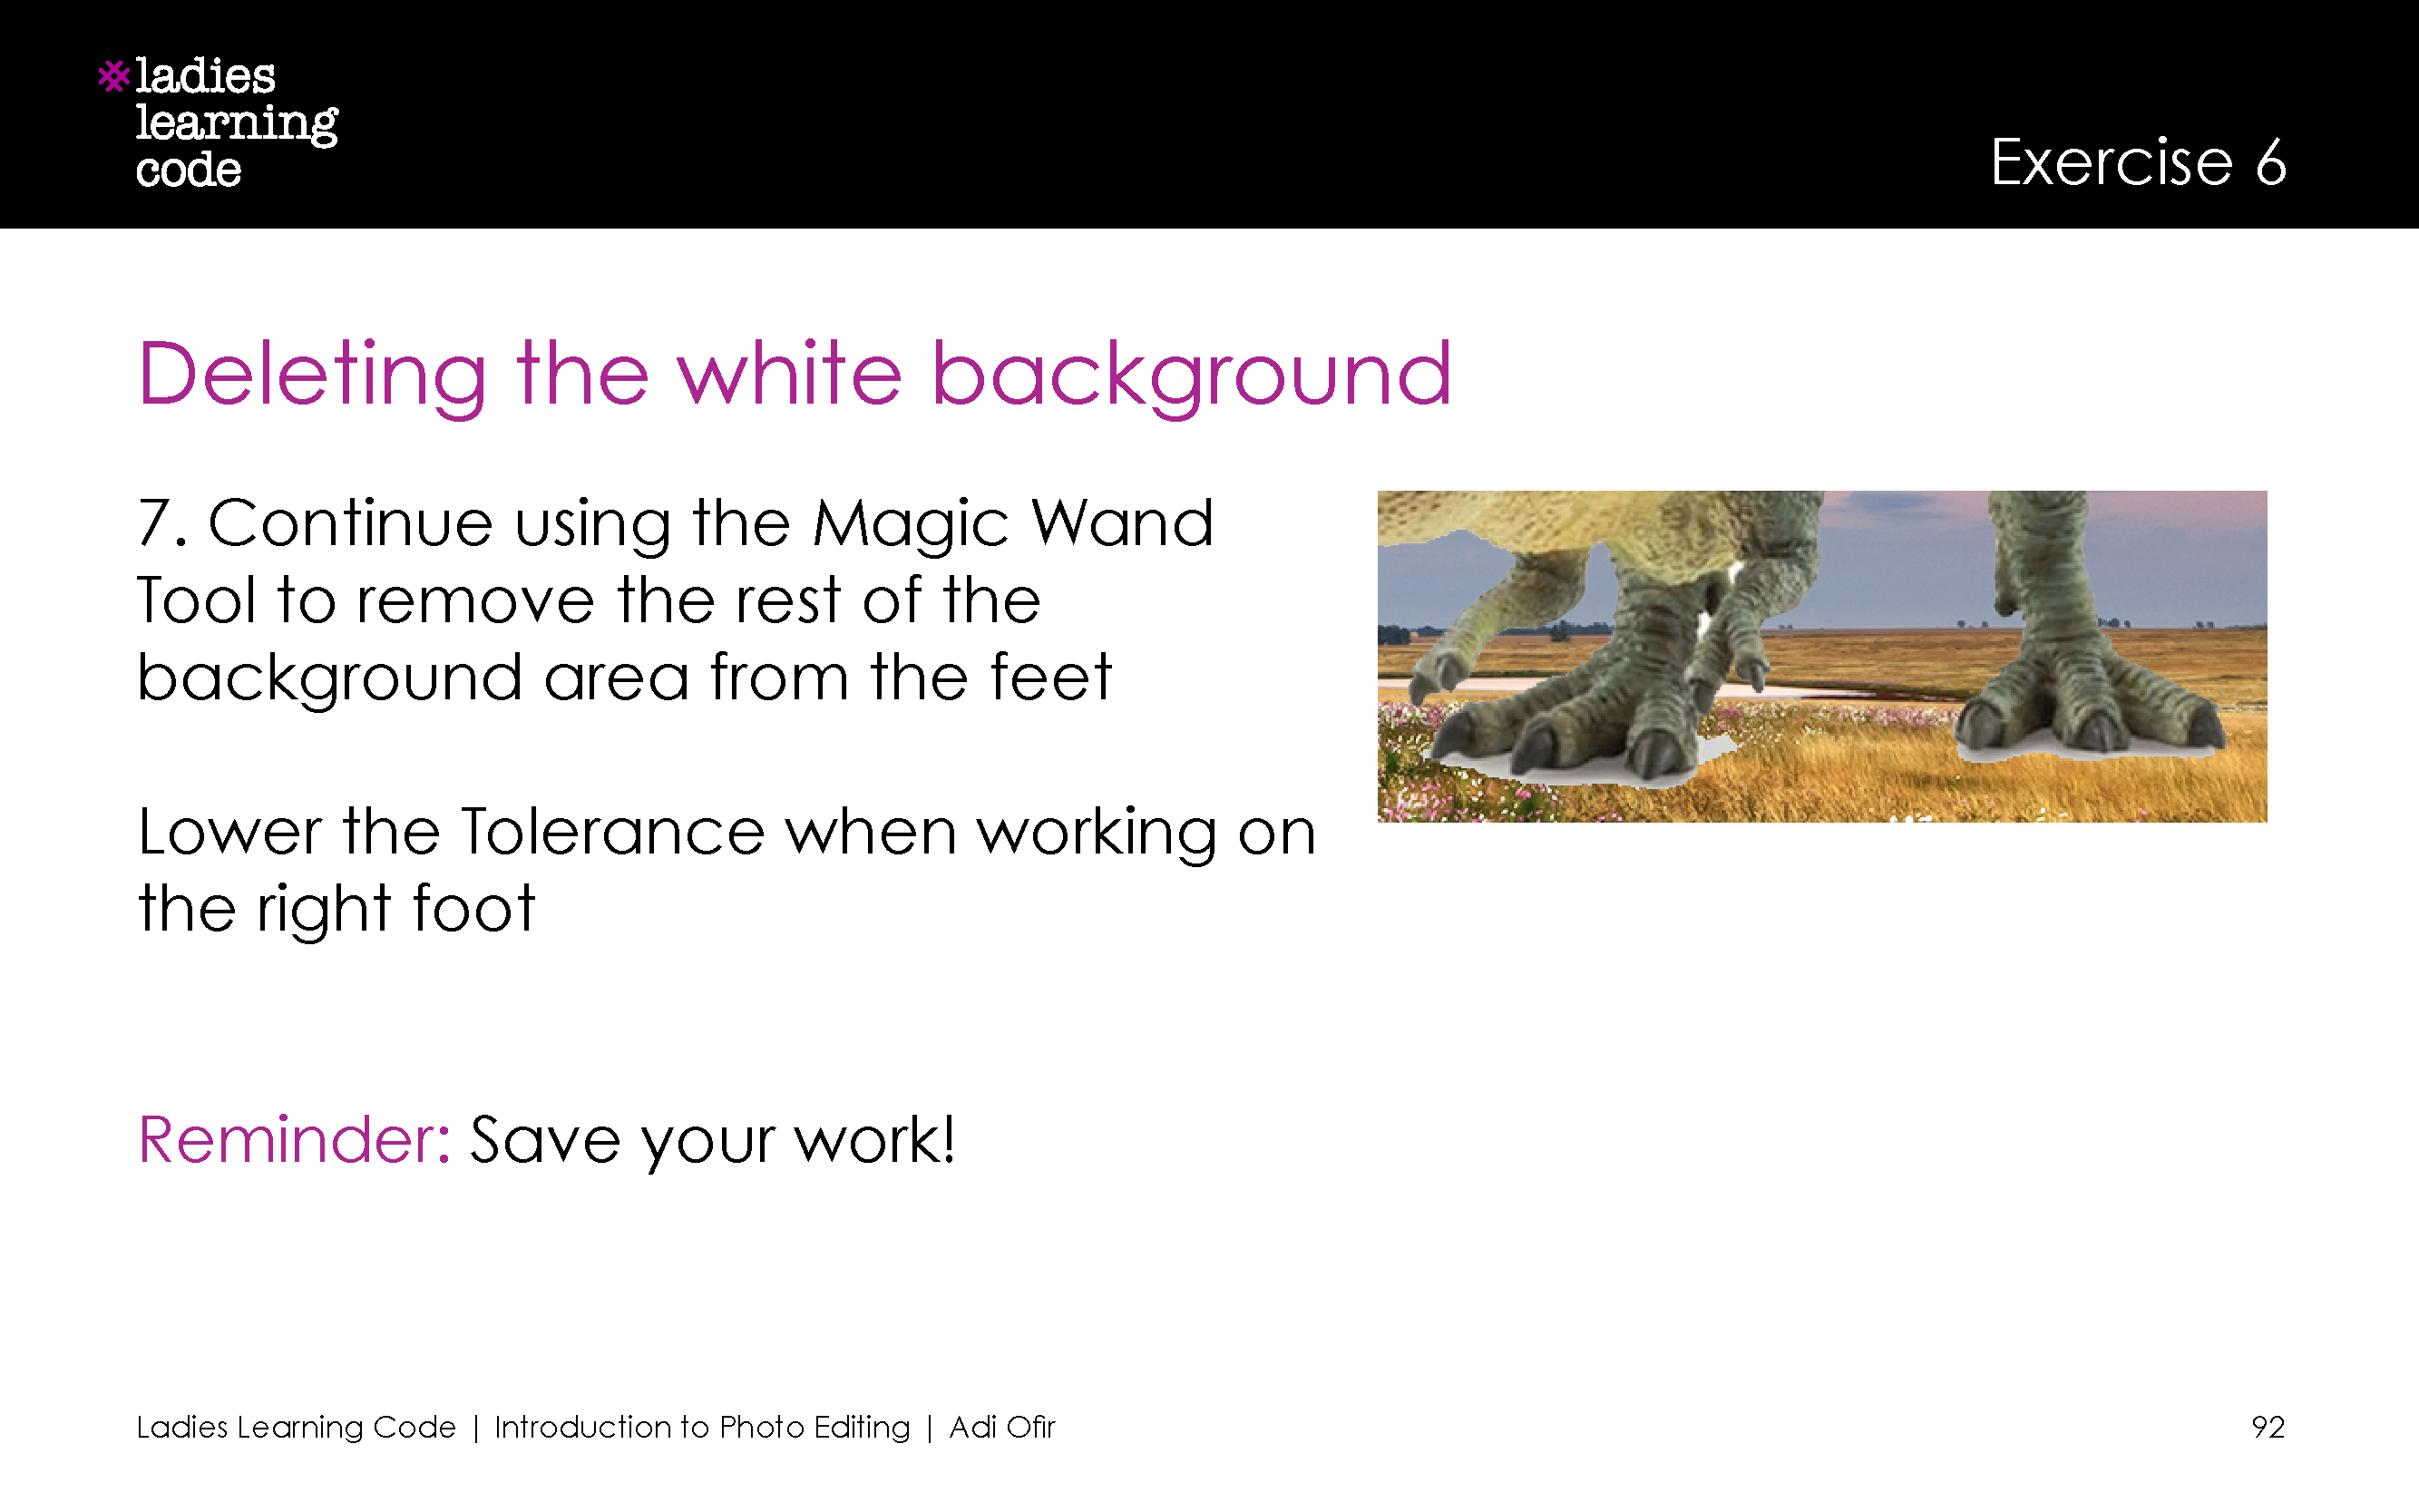 ladies
learning
code
Exercise 6
Deleting the white background
7. Continue using the Magic Wand
Tool to remove the rest of the
background area from the feet
Lower the Tolerance when working on
the right foot
Reminder: Save your work!
Ladies Learning Code | Introduction to Photo Editing | Adi Ofir
92